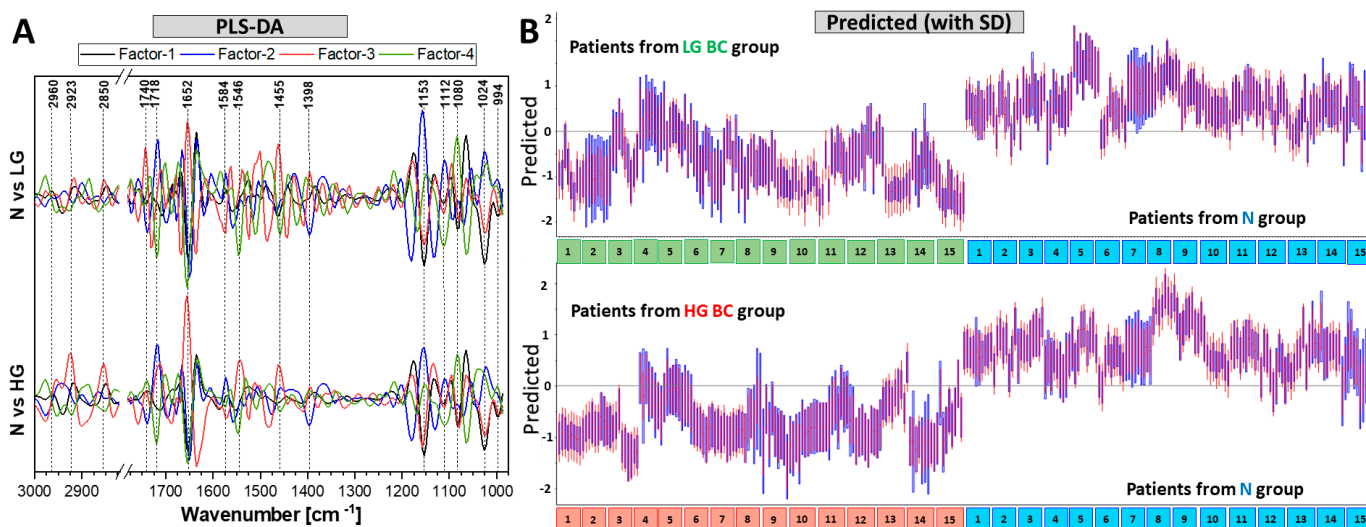 A
PLS-DA
Factor-1 Factor-2 Factor-3 Factor-4
2960 2923 2850 1740 1718 1652 1584 1546 1455 1398 1153 1112 1080 1024 994
N vs LG
N vs HG
3000 2900 1700 1600 1500 1400 1300 1200 1100 1000
Wavenumber [cm -1]
B
Predicted (with SD)
Patients from LG BC group
2
1
0
-1
-2
Predicted
Patients from N group
1 2 3 4 5 6 7 8 9 10 11 12 13 14 15 1 2 3 4 5 6 7 8 9 10 11 12 13 14 15
Patients from HG BC group
2
1
0
-1
-2
Predicted
Patients from N group
1 2 3 4 5 6 7 8 9 10 11 12 13 14 15 1 2 3 4 5 6 7 8 9 10 11 12 13 14 15